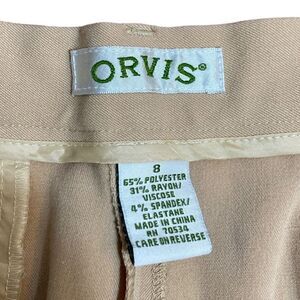 ORVIS®
8
65% POLYESTER
31% RAYON/
VISCOSE
4% SPANDEX/
ELASTANE
MADE IN CHINA
RN 70534
CARE ON REVERSE